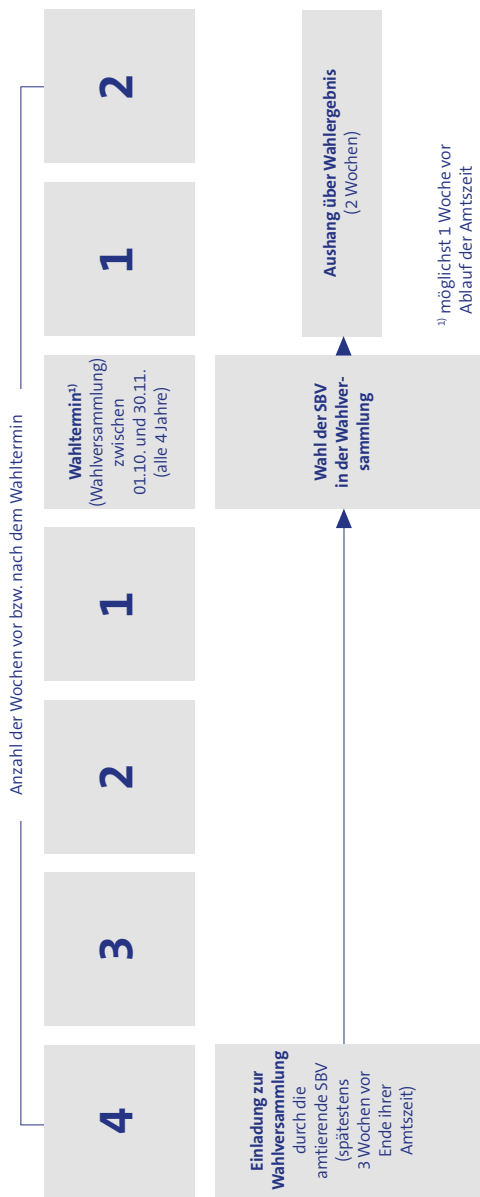 Anzahl der Wochen vor bzw. nach dem Wahltermin
4
3
2
1
Wahltermin¹⁾
(Wahlversammlung)
zwischen
01.10. und 30.11.
(alle 4 Jahre)
1
2
Einladung zur
Wahlversammlung
durch die
amtierende SBV
(spätestens
3 Wochen vor
Ende ihrer
Amtszeit)
Wahl der SBV
in der Wahlver-
sammlung
Aushang über Wahlergebnis
(2 Wochen)
¹⁾ möglichst 1 Woche vor
Ablauf der Amtszeit